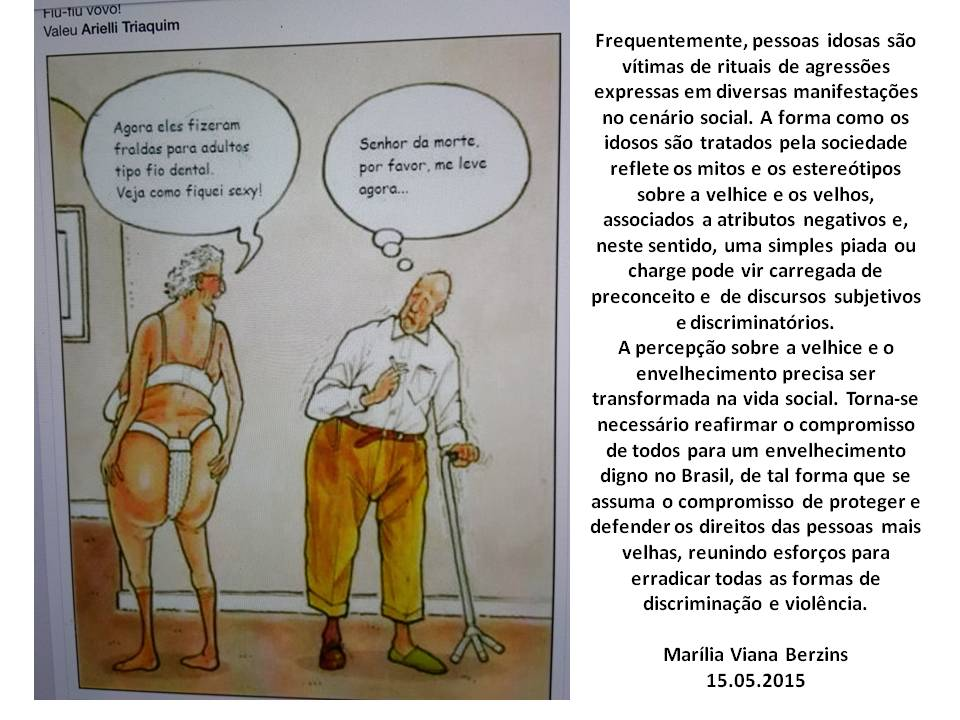 Fiu-fiu vovó!
Valeu Arielli Triaquim
Agora eles fizeram
fraldas para adultos
tipo fio dental.
Veja como fiquei sexy!
Senhor da morte,
por favor, me leve
agora...
Frequentemente, pessoas idosas são
vítimas de rituais de agressões
expressas em diversas manifestações
no cenário social. A forma como os
idosos são tratados pela sociedade
reflete os mitos e os estereótipos
sobre a velhice e os velhos,
associados a atributos negativos e,
neste sentido, uma simples piada ou
charge pode vir carregada de
preconceito e de discursos subjetivos
e discriminatórios.
A percepção sobre a velhice e o
envelhecimento precisa ser
transformada na vida social. Torna-se
necessário reafirmar o compromisso
de todos para um envelhecimento
digno no Brasil, de tal forma que se
assuma o compromisso de proteger e
defender os direitos das pessoas mais
velhas, reunindo esforços para
erradicar todas as formas de
discriminação e violência.
Marília Viana Berzins
15.05.2015